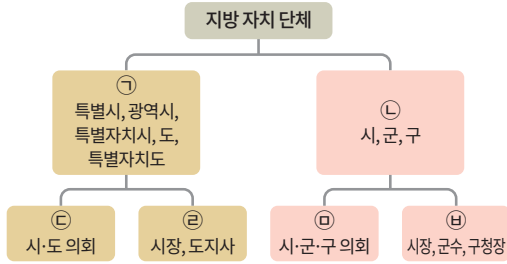 지방 자치 단체
㉠
특별시, 광역시,
특별자치시, 도,
특별자치도
㉡
시, 군, 구
㉢
시·도 의회
㉣
시장, 도지사
㉤
시·군·구 의회
㉥
시장, 군수, 구청장